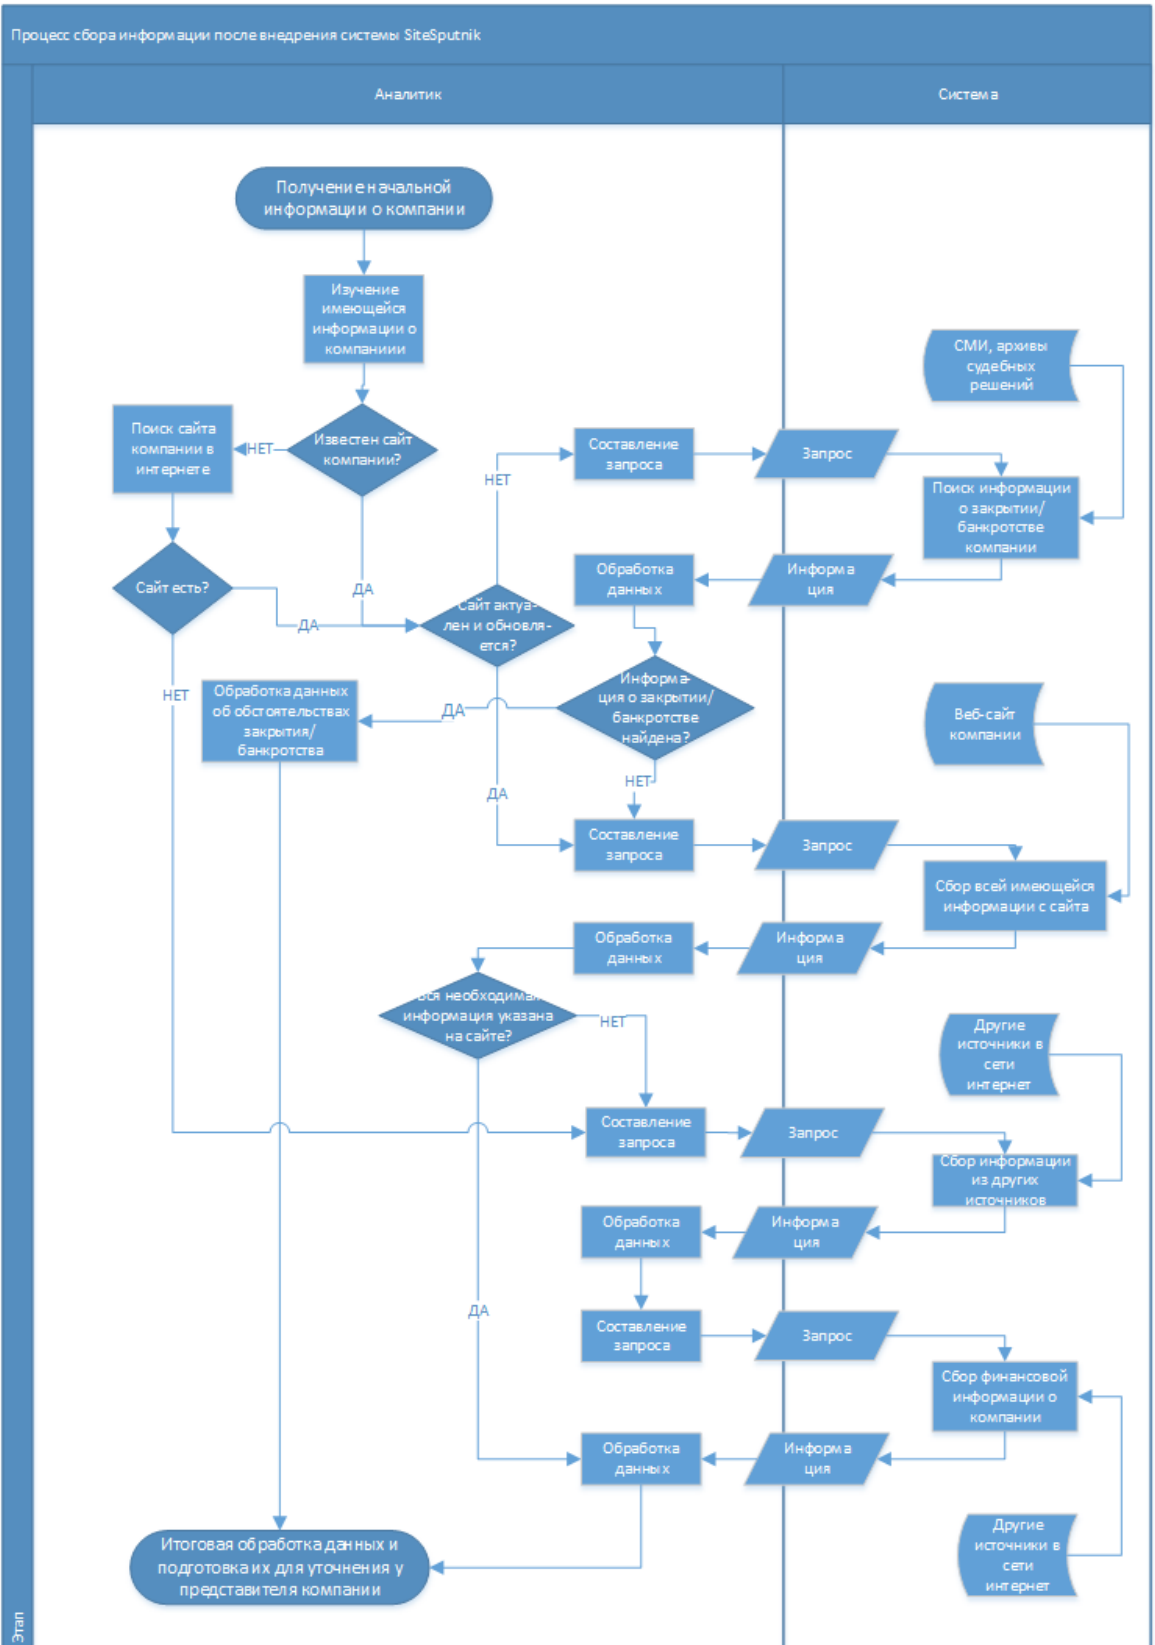 Процесс сбора информации после внедрения системы SiteSputnik
Аналитик
Система
Получение начальной
информации о компании
Изучение
имеющейся
информации о
компаниии
СМИ, архивы
судебных
решений
Поиск сайта
компании в
интернете
НЕТ
Известен сайт
компании?
Составление
запроса
Запрос
НЕТ
Поиск информации
о закрытии/
банкротстве
компании
Сайт есть?
ДА
Обработка
данных
Информа
ция
ДА
Сайт актуа-
лен и обновля-
ется?
НЕТ
Обработка данных
об обстоятельствах
закрытия/
банкротства
ДА
Информа-
ция о закрытии/
банкротстве
найдена?
Веб-сайт
компании
НЕТ
ДА
Составление
запроса
Запрос
Сбор всей имеющейся
информации с сайта
Обработка
данных
Информа
ция
Вся необходимая
информация указана
на сайте?
НЕТ
Другие
источники в
сети
интернет
Составление
запроса
Запрос
Сбор информации
из других
источников
Обработка
данных
Информа
ция
ДА
Составление
запроса
Запрос
Сбор финансовой
информации о
компании
Обработка
данных
Информа
ция
Другие
источники в
сети
интернет
Итоговая обработка данных и
подготовка их для уточнения у
представителя компании
Этап